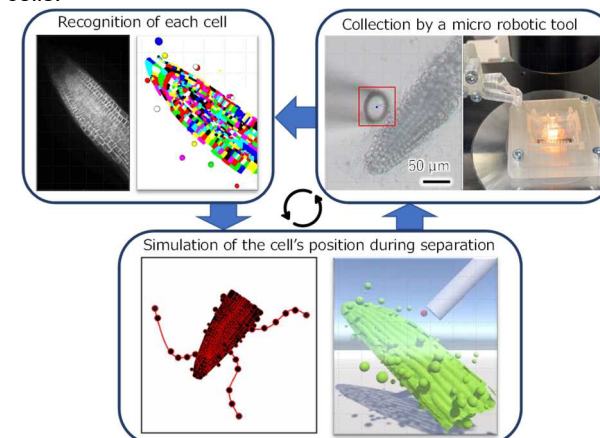 Recognition of each cell
Collection by a micro robotic tool
50 μm
Simulation of the cell's position during separation